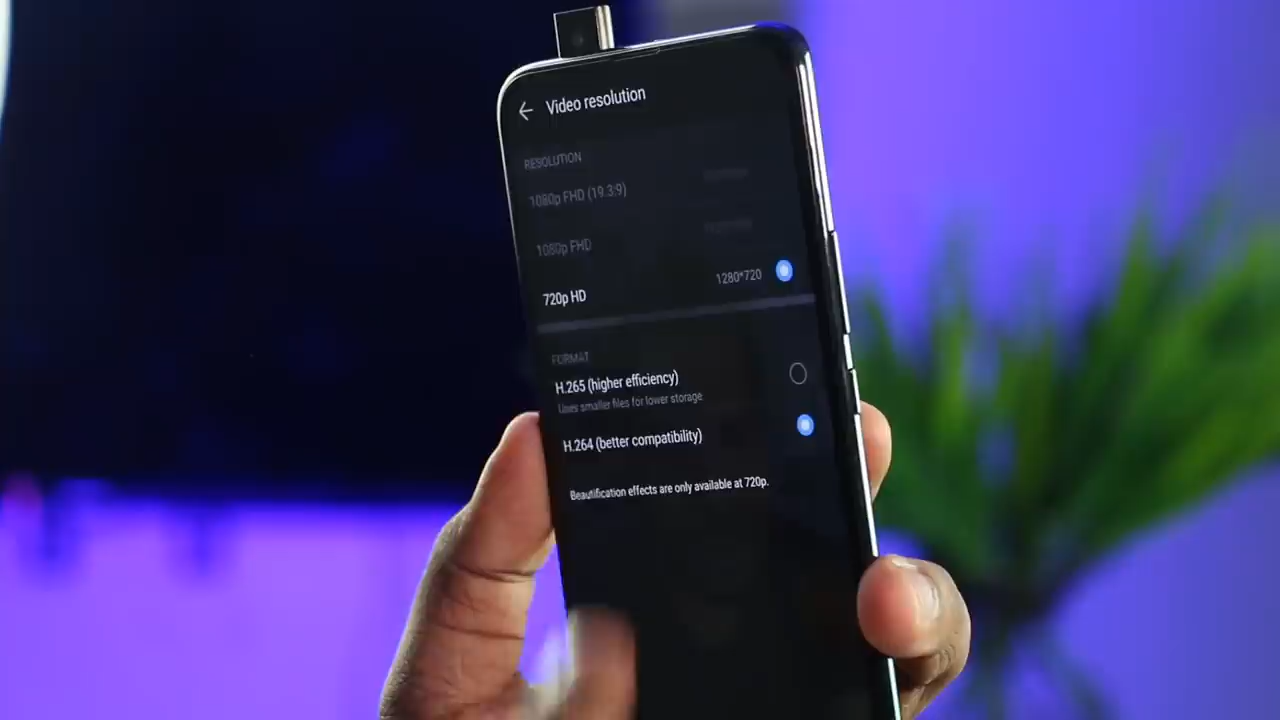 Video resolution
RESOLUTION
1080p FHD (19.3:9)
1080p FHD
720p HD 1280*720
FORMAT
H.265 (higher efficiency)
Uses smaller files for lower storage
H.264 (better compatibility)
Beautification effects are only available at 720p.